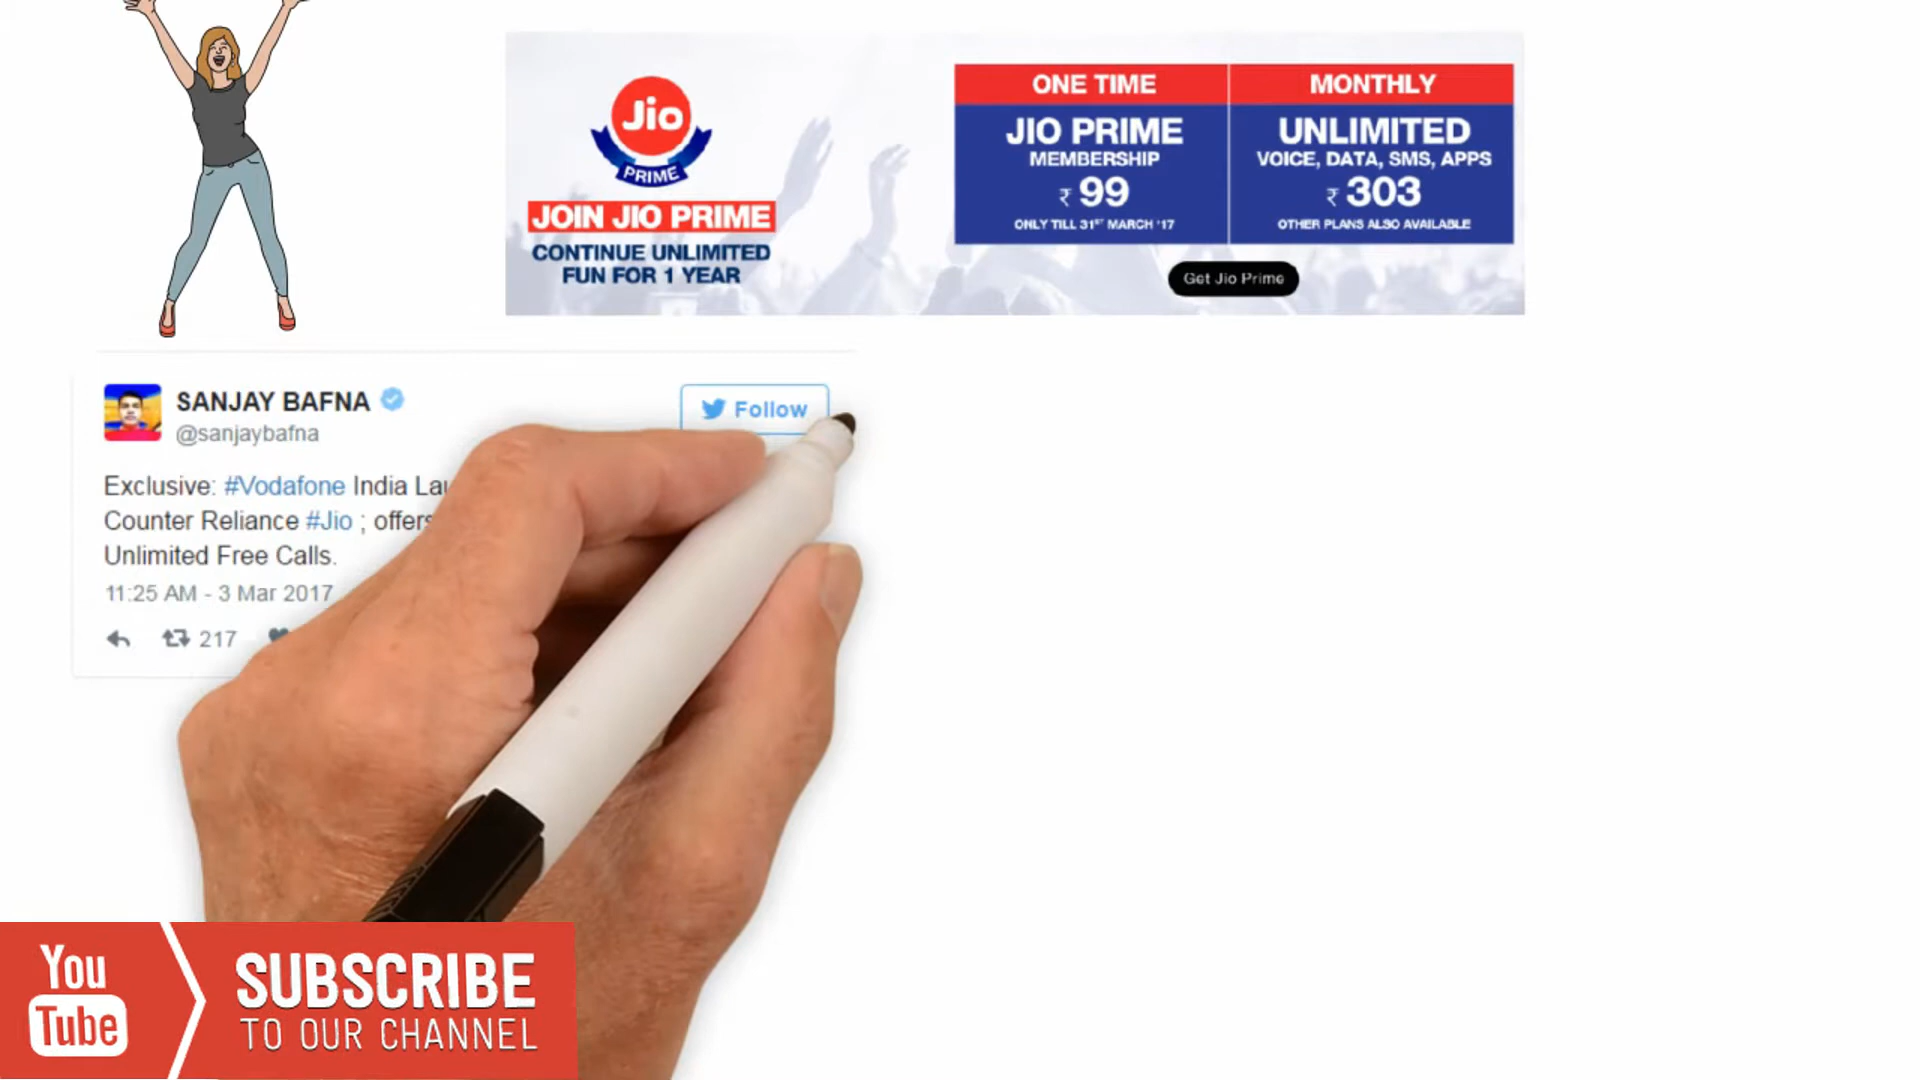 Jio
PRIME
JOIN JIO PRIME
CONTINUE UNLIMITED
FUN FOR 1 YEAR
ONE TIME
JIO PRIME
MEMBERSHIP
₹ 99
ONLY TILL 31ST MARCH '17
MONTHLY
UNLIMITED
VOICE, DATA, SMS, APPS
₹ 303
OTHER PLANS ALSO AVAILABLE
Get Jio Prime
SANJAY BAFNA
@sanjaybafna
Follow
Exclusive: #Vodafone India
Counter Reliance #Jio ; offers
Unlimited Free Calls.
11:25 AM - 3 Mar 2017
217
You
Tube
SUBSCRIBE
TO OUR CHANNEL